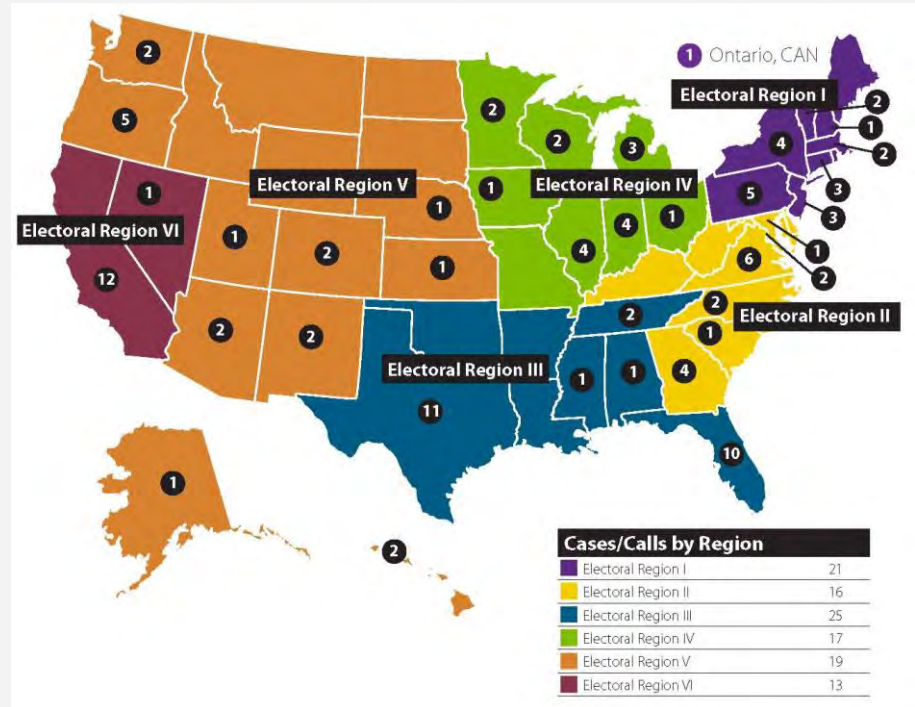 2
1 Ontario, CAN
Electoral Region I
2
5
2
2
3
4
1
2
Electoral Region V
Electoral Region IV
1
1
1
5
3
3
Electoral Region VI
1
2
4
4
1
6
1
12
1
2
2
Electoral Region II
2
2
2
1
Electoral Region III
1
1
4
11
10
1
2
Cases/Calls by Region
Electoral Region I 21
Electoral Region II 16
Electoral Region III 25
Electoral Region IV 17
Electoral Region V 19
Electoral Region VI 13